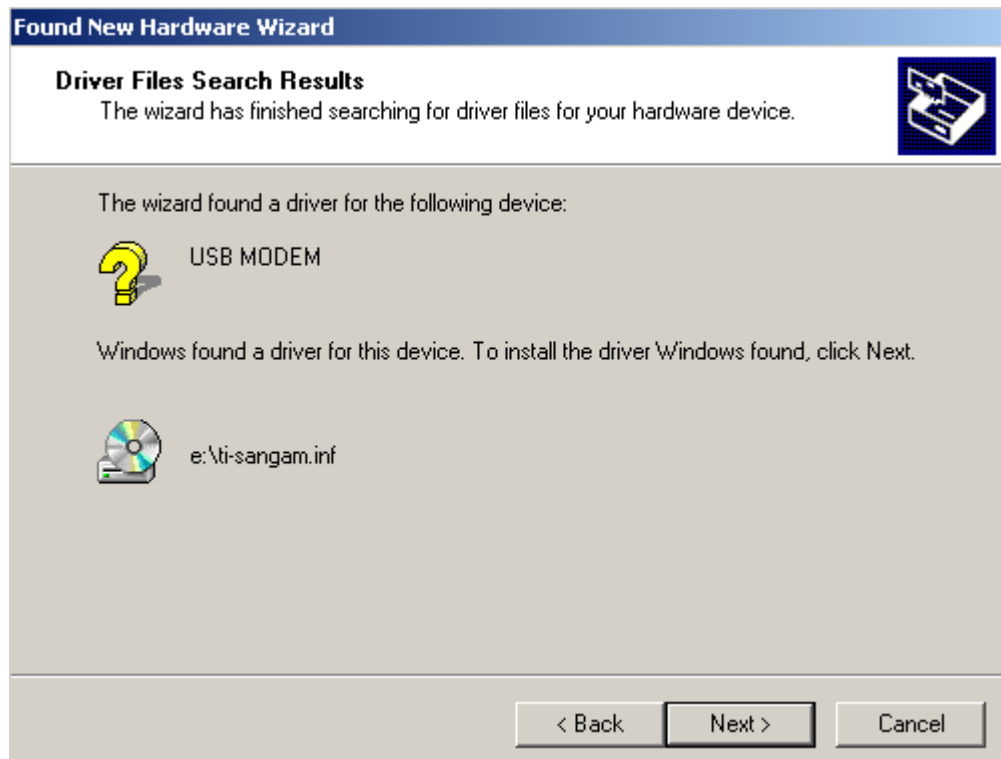 Found New Hardware Wizard
Driver Files Search Results
The wizard has finished searching for driver files for your hardware device.
The wizard found a driver for the following device:
USB MODEM
Windows found a driver for this device. To install the driver Windows found, click Next.
e:\ti-sangam.inf
< Back Next > Cancel